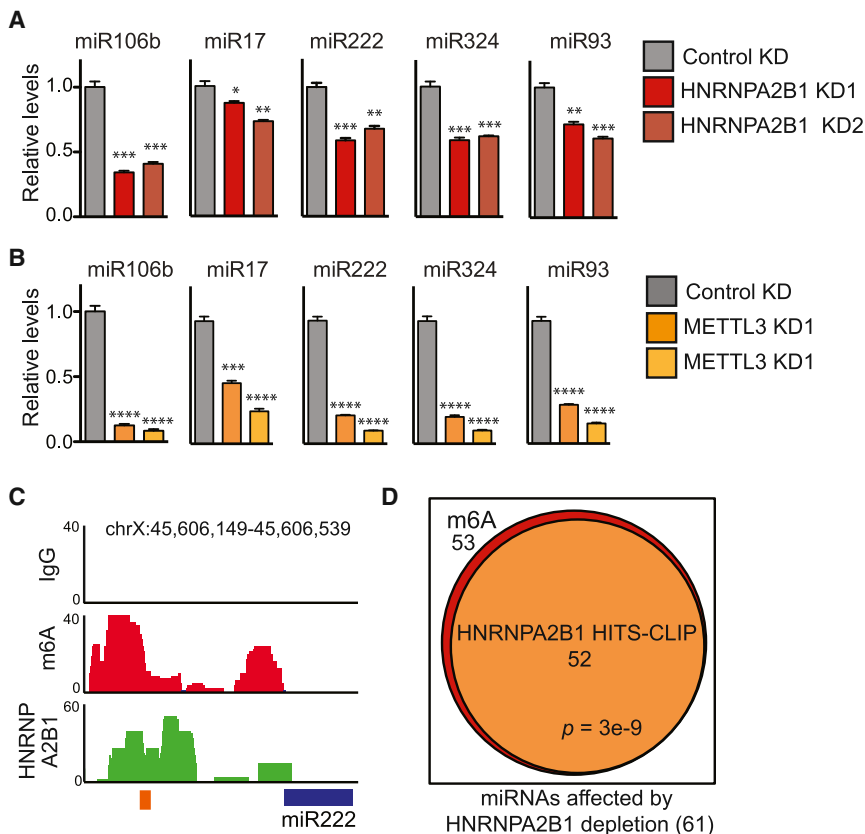 A
miR106b miR17 miR222 miR324 miR93
Relative levels
1.0
0.5
0.0
*** ***
* **
*** **
*** ***
** ***
Control KD
HNRNPA2B1 KD1
HNRNPA2B1 KD2
B
miR106b miR17 miR222 miR324 miR93
Relative levels
1.0
0.5
0.0
**** ****
*** ****
**** ****
**** ****
**** ****
Control KD
METTL3 KD1
METTL3 KD1
C
chrX:45,606,149-45,606,539
40
0
IgG
40
0
m6A
60
0
HNRNP
A2B1
miR222
D
m6A
53
HNRNPA2B1 HITS-CLIP
52
p = 3e-9
miRNAs affected by
HNRNPA2B1 depletion (61)